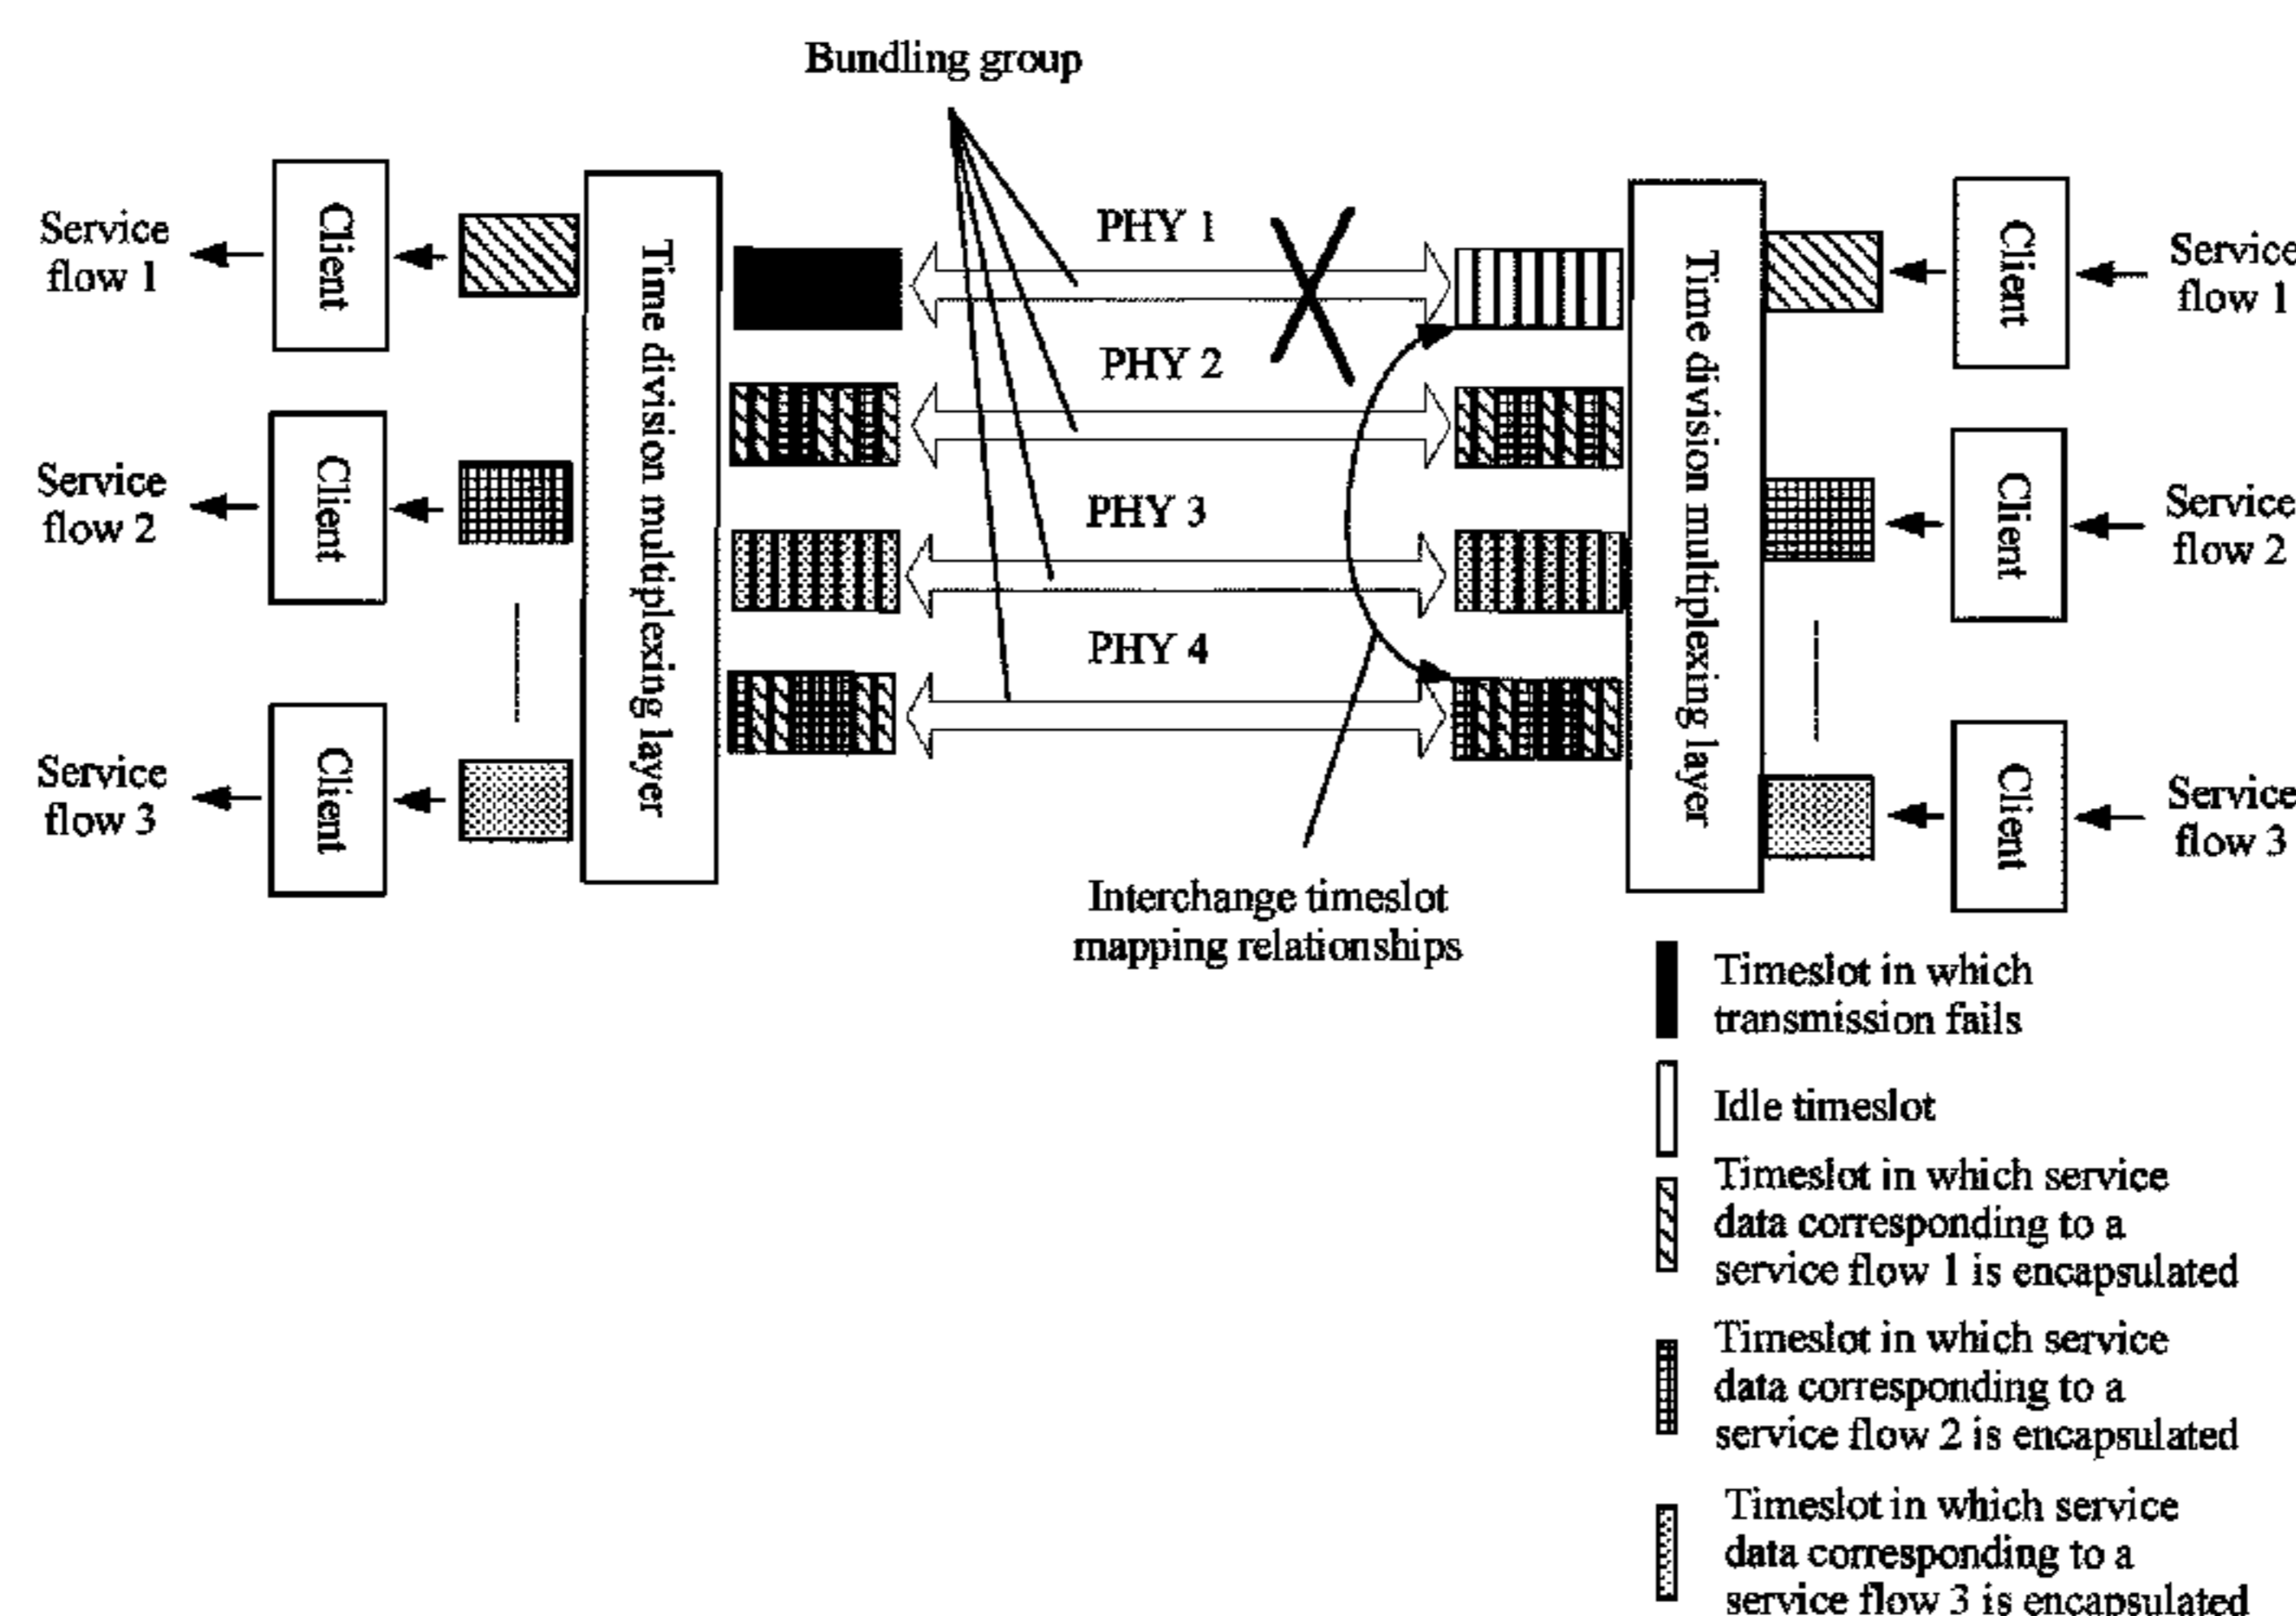 Bundling group
Service
flow 1
Client
Time division multiplexing layer
PHY 1
Time division multiplexing layer
Client
Service
flow 1
PHY 2
Service
flow 2
Client
PHY 3
Client
Service
flow 2
PHY 4
Service
flow 3
Client
Client
Service
flow 3
Interchange timeslot
mapping relationships
Timeslot in which
transmission fails
Idle timeslot
Timeslot in which service
data corresponding to a
service flow 1 is encapsulated
Timeslot in which service
data corresponding to a
service flow 2 is encapsulated
Timeslot in which service
data corresponding to a
service flow 3 is encapsulated